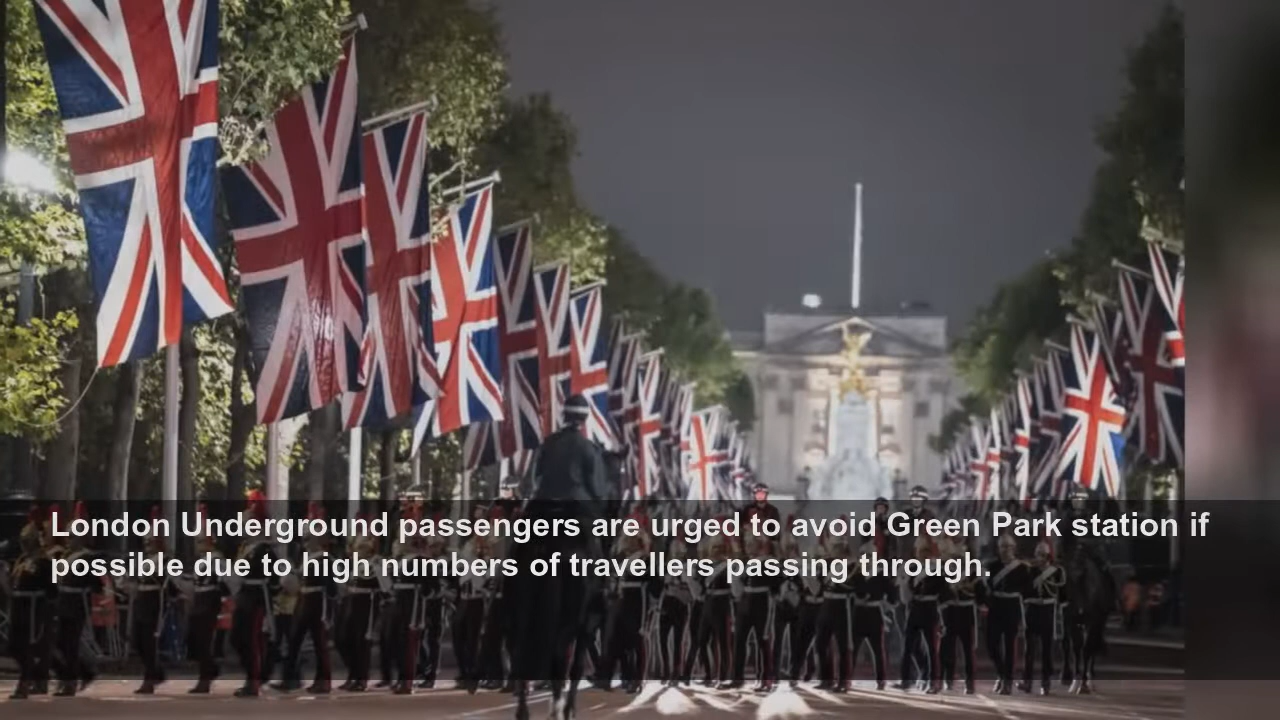 London Underground passengers are urged to avoid Green Park station if
possible due to high numbers of travellers passing through.